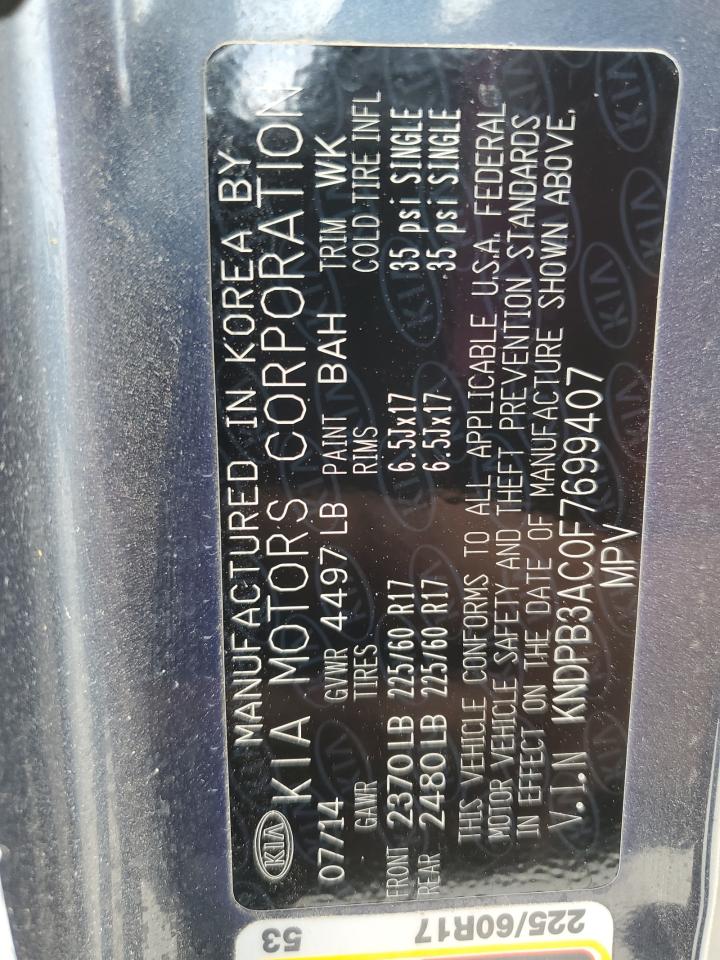 MANUFACTURED IN KOREA BY
KIA KIA MOTORS CORPORATION
07/14 GVWR 4497 LB PAINT BAH TRIM WK
GAWR TIRES RIMS COLD TIRE INFL
FRONT 2370LB 225/60 R17 6.5Jx17 35 psi SINGLE
REAR 2480LB 225/60 R17 6.5Jx17 35 psi SINGLE
THIS VEHICLE CONFORMS TO ALL APPLICABLE U.S.A. FEDERAL
MOTOR VEHICLE SAFETY AND THEFT PREVENTION STANDARDS
IN EFFECT ON THE DATE OF MANUFACTURE SHOWN ABOVE.
V.I.N KNDPB3AC0F7699407
MPV
225/60R17
53